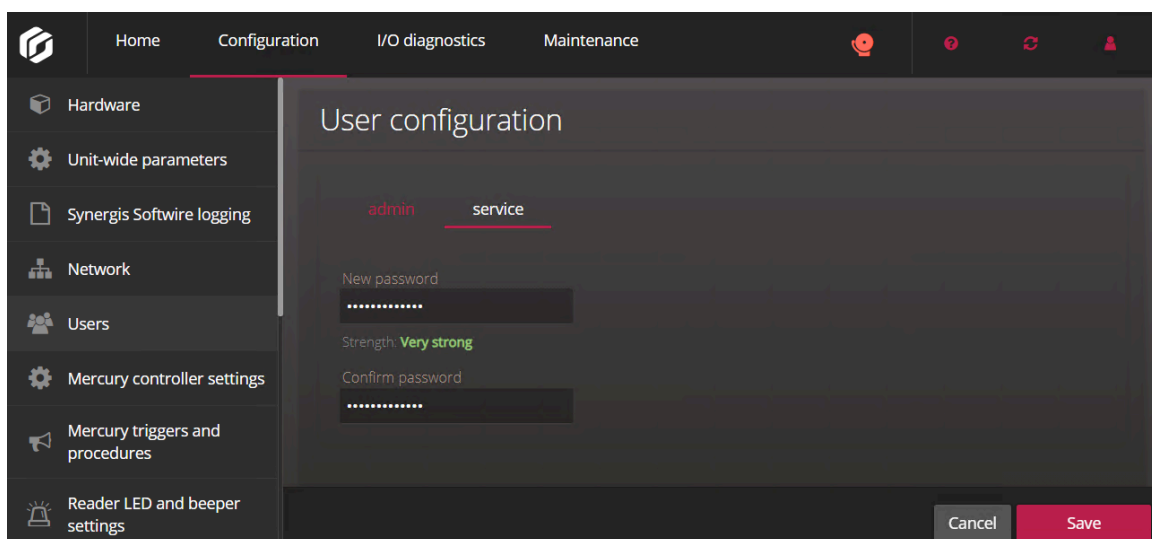 Home Configuration I/O diagnostics Maintenance
Hardware
Unit-wide parameters
Synergis Softwire logging
Network
Users
Mercury controller settings
Mercury triggers and
procedures
Reader LED and beeper
settings
User configuration
admin service
New password
•••••••••••••
Strength: Very strong
Confirm password
•••••••••••••
Cancel Save